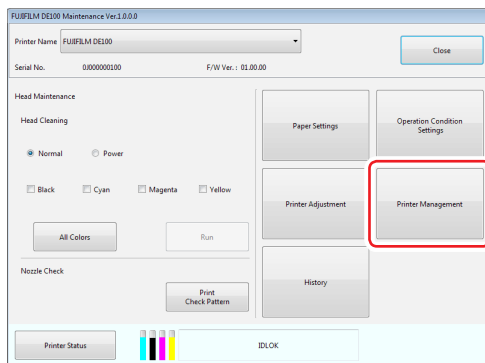 FUJIFILM DE100 Maintenance Ver.1.0.0.0
Printer Name FUJIFILM DE100
Close
Serial No. 0J000000100 F/W Ver. : 01.00.00
Head Maintenance
Head Cleaning
Normal Power
Black Cyan Magenta Yellow
All Colors Run
Nozzle Check
Print
Check Pattern
Paper Settings
Operation Condition
Settings
Printer Adjustment
Printer Management
History
Printer Status
IDLOK